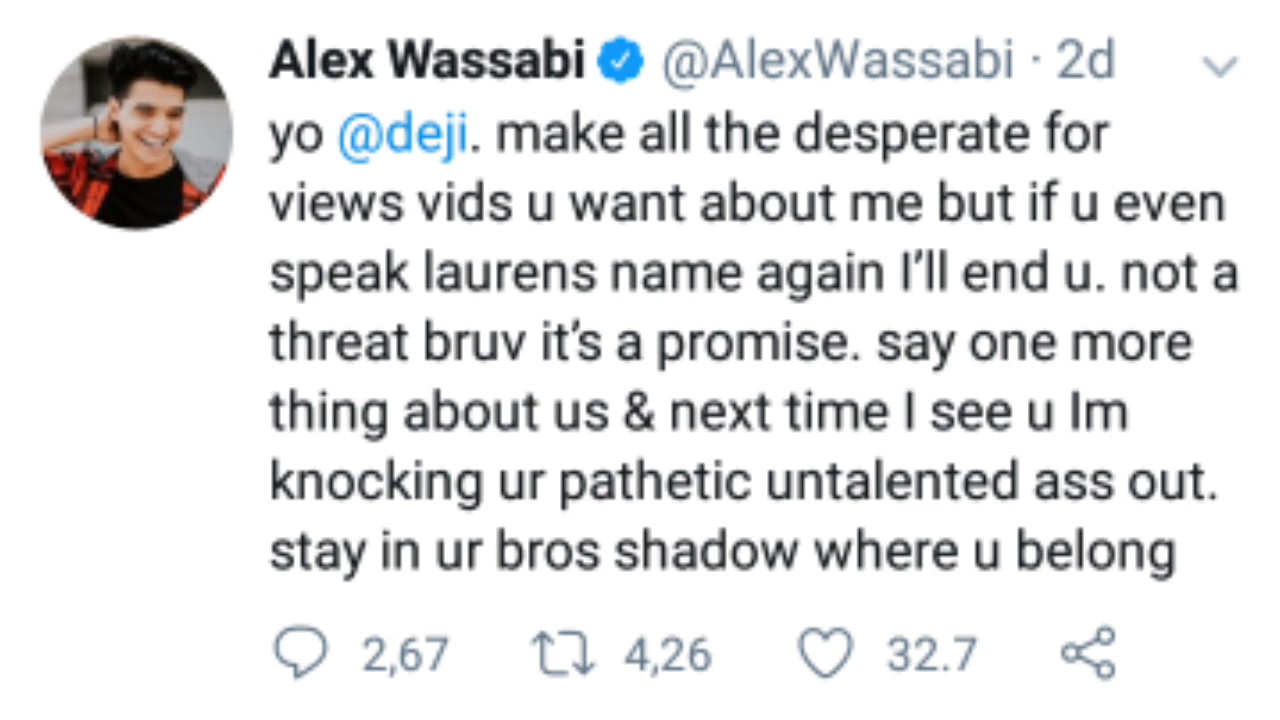 Alex Wassabi @AlexWassabi · 2d
yo @deji. make all the desperate for
views vids u want about me but if u even
speak laurens name again I'll end u. not a
threat bruv it's a promise. say one more
thing about us & next time I see u Im
knocking ur pathetic untalented ass out.
stay in ur bros shadow where u belong
2,67 4,26 32.7